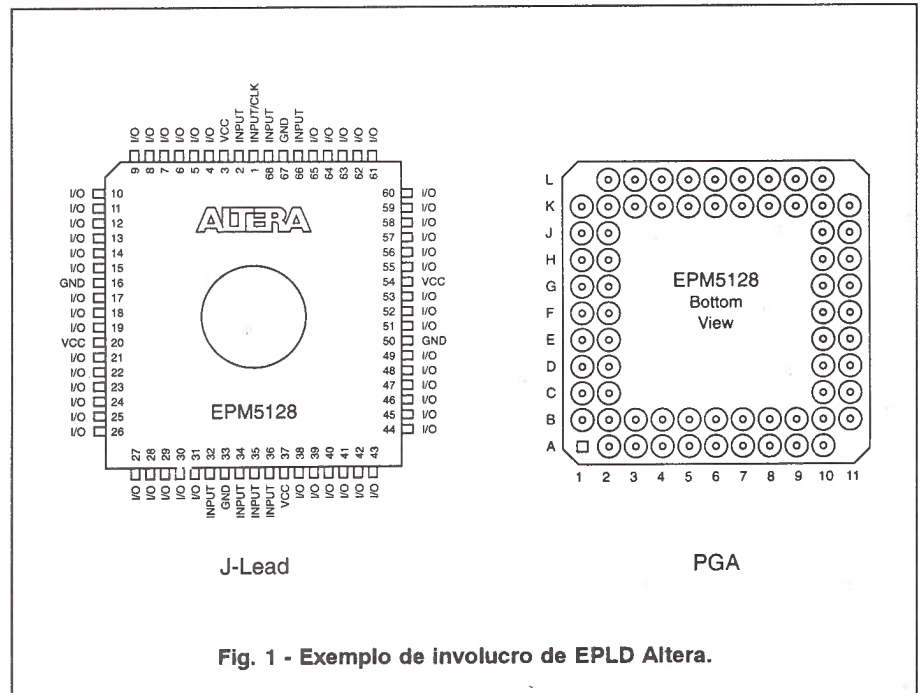 I/O I/O I/O I/O I/O I/O VCC INPUT INPUT/CLK INPUT GND INPUT I/O I/O I/O I/O I/O
9 8 7 6 5 4 3 2 1 68 67 66 65 64 63 62 61
I/O 10
I/O 11
I/O 12
I/O 13
I/O 14
I/O 15
GND 16
I/O 17
I/O 18
I/O 19
VCC 20
I/O 21
I/O 22
I/O 23
I/O 24
I/O 25
I/O 26
ALTERA
EPM5128
60 I/O
59 I/O
58 I/O
57 I/O
56 I/O
55 I/O
54 VCC
53 I/O
52 I/O
51 I/O
50 GND
49 I/O
48 I/O
47 I/O
46 I/O
45 I/O
44 I/O
27 28 29 30 31 32 33 34 35 36 37 38 39 40 41 42 43
I/O I/O I/O I/O I/O INPUT GND INPUT INPUT INPUT VCC I/O I/O I/O I/O I/O I/O
J-Lead
L
K
J
H
G
F
E
D
C
B
A
EPM5128
Bottom
View
1 2 3 4 5 6 7 8 9 10 11
PGA
Fig. 1 - Exemplo de involucro de EPLD Altera.